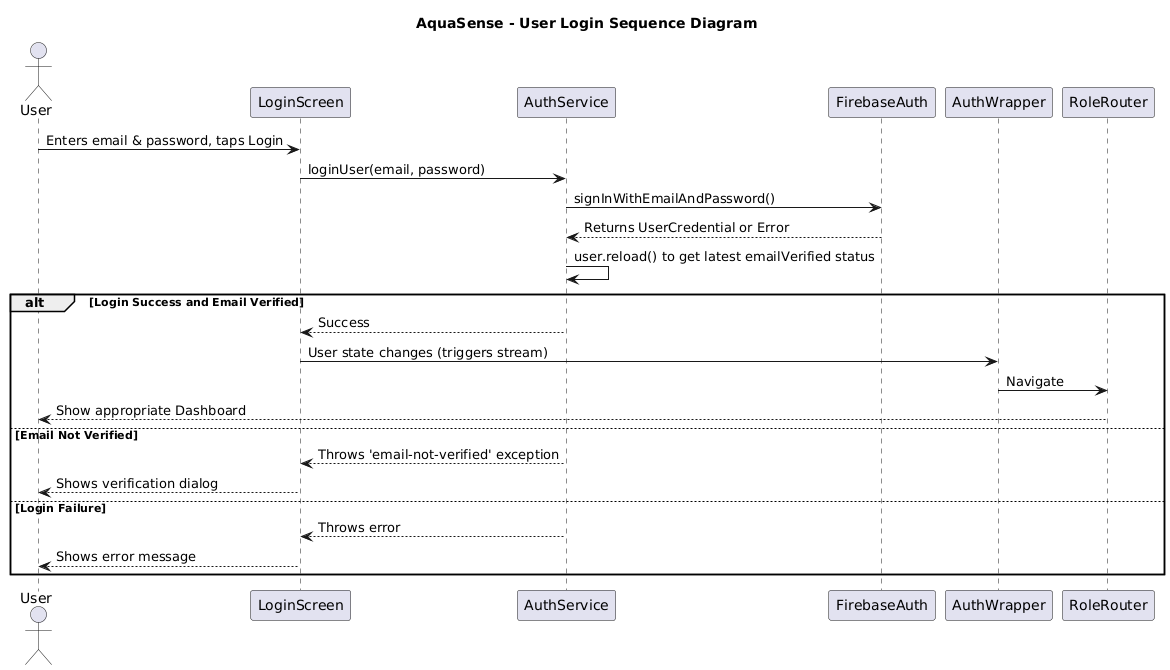 AquaSense - User Login Sequence Diagram
User
LoginScreen
AuthService
FirebaseAuth
AuthWrapper
RoleRouter
Enters email & password, taps Login
loginUser(email, password)
signInWithEmailAndPassword()
Returns UserCredential or Error
user.reload() to get latest emailVerified status
alt
[Login Success and Email Verified]
Success
User state changes (triggers stream)
Navigate
Show appropriate Dashboard
[Email Not Verified]
Throws 'email-not-verified' exception
Shows verification dialog
[Login Failure]
Throws error
Shows error message
User
LoginScreen
AuthService
FirebaseAuth
AuthWrapper
RoleRouter